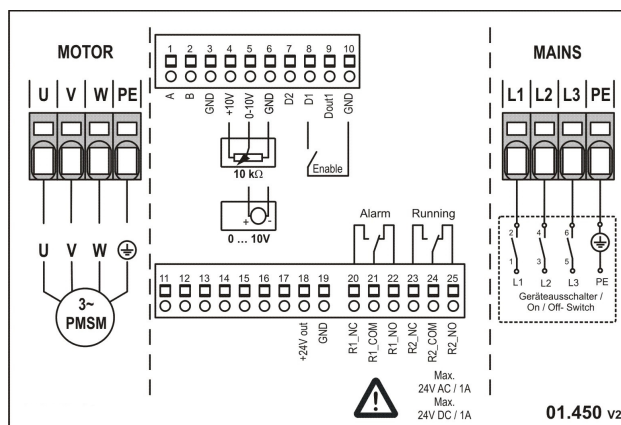 MOTOR
U V W PE
U V W
3~
PMSM
1 2 3 4 5 6 7 8 9 10
A
B
GND
+10V
0-10V
GND
D2
D1
Dout1
GND
10 kΩ
Enable
+ -
0 ... 10V
Alarm Running
11 12 13 14 15 16 17 18 19 20 21 22 23 24 25
+24V out
GND
R1_NC
R1_COM
R1_NO
R2_NC
R2_COM
R2_NO
Max.
24V AC / 1A
Max.
24V DC / 1A
MAINS
L1 L2 L3 PE
2 4 6
1 3 5
L1 L2 L3 PE
Geräteausschalter /
On / Off- Switch
01.450 V2